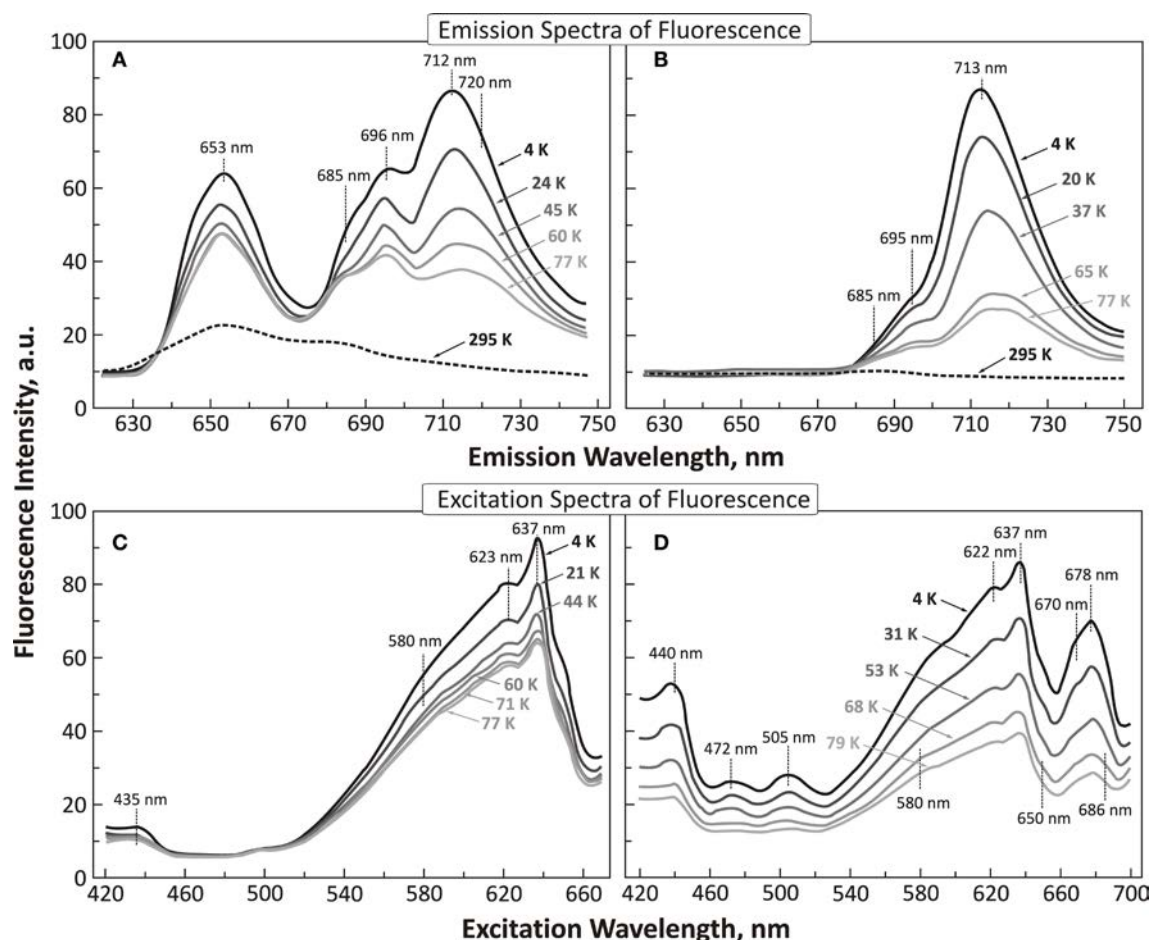 Emission Spectra of Fluorescence
Fluorescence Intensity, a.u.
A
653 nm
685 nm
696 nm
712 nm
720 nm
4 K
24 K
45 K
60 K
77 K
295 K
100
80
60
40
20
0
630 650 670 690 710 730 750
B
713 nm
695 nm
685 nm
4 K
20 K
37 K
65 K
77 K
295 K
630 650 670 690 710 730 750
Emission Wavelength, nm
Excitation Spectra of Fluorescence
C
637 nm
623 nm
580 nm
435 nm
4 K
21 K
44 K
60 K
71 K
77 K
100
80
60
40
20
0
420 460 500 540 580 620 660
D
637 nm
622 nm
678 nm
670 nm
440 nm
472 nm
505 nm
580 nm
650 nm
686 nm
4 K
31 K
53 K
68 K
79 K
420 460 500 540 580 620 660 700
Excitation Wavelength, nm